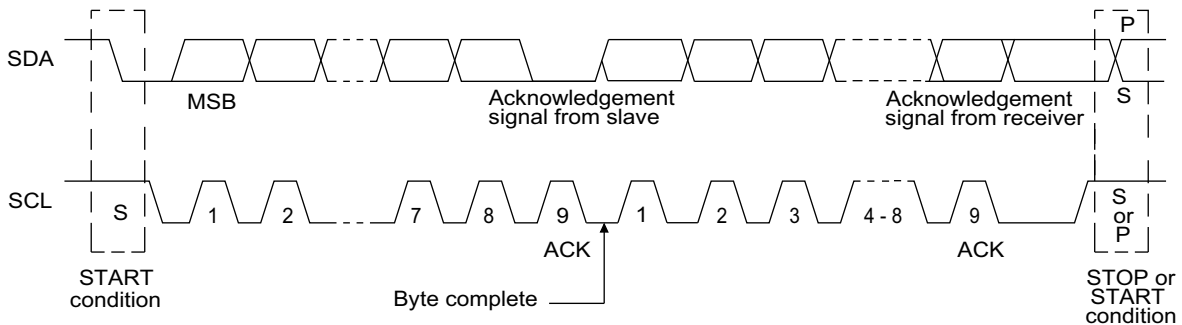 P
SDA
MSB
Acknowledgement
signal from slave
Acknowledgement
signal from receiver
S
SCL
S
1
2
7
8
9
1
2
3
4 - 8
9
S
or
P
ACK
ACK
START
condition
Byte complete
STOP or
START
condition